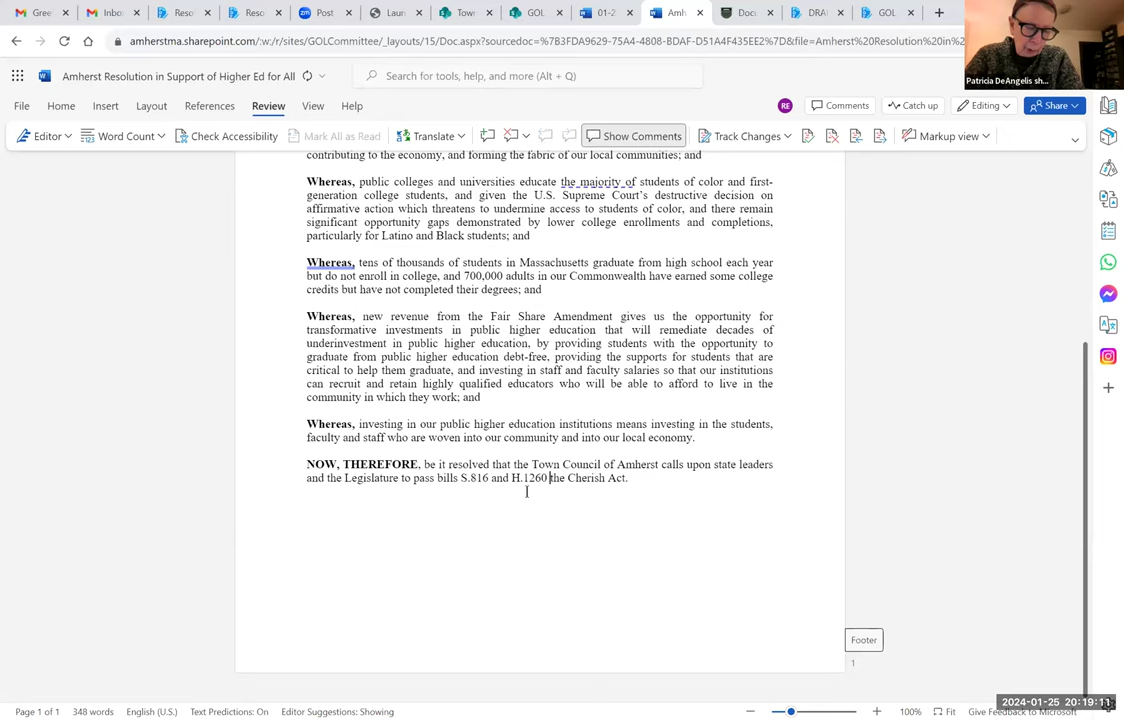 Gree
Inbo
Reso
Reso
Post
Laun
Town
GOL
01-2
Amh
Docu
DRA
GOL
amherstma.sharepoint.com/:w:/r/sites/GOLCommittee/_layouts/15/Doc.aspx?sourcedoc=%7B3FDA9629-75A4-4808-BDAF-D51A4F435EE2%7D&file=Amherst%20Resolution%20in%2
Patricia DeAngelis sh...
Amherst Resolution in Support of Higher Ed for All
Search for tools, help, and more (Alt + Q)
File Home Insert Layout References Review View Help
RE
Comments
Catch up
Editing
Share
Editor
Word Count
Check Accessibility
Mark All as Read
Translate
Show Comments
Track Changes
Markup view
contributing to the economy, and forming the fabric of our local communities; and
Whereas, public colleges and universities educate the majority of students of color and first-
generation college students, and given the U.S. Supreme Court's destructive decision on
affirmative action which threatens to undermine access to students of color, and there remain
significant opportunity gaps demonstrated by lower college enrollments and completions,
particularly for Latino and Black students; and
Whereas, tens of thousands of students in Massachusetts graduate from high school each year
but do not enroll in college, and 700,000 adults in our Commonwealth have earned some college
credits but have not completed their degrees; and
Whereas, new revenue from the Fair Share Amendment gives us the opportunity for
transformative investments in public higher education that will remediate decades of
underinvestment in public higher education, by providing students with the opportunity to
graduate from public higher education debt-free, providing the supports for students that are
critical to help them graduate, and investing in staff and faculty salaries so that our institutions
can recruit and retain highly qualified educators who will be able to afford to live in the
community in which they work; and
Whereas, investing in our public higher education institutions means investing in the students,
faculty and staff who are woven into our community and into our local economy.
NOW, THEREFORE, be it resolved that the Town Council of Amherst calls upon state leaders
and the Legislature to pass bills S.816 and H.1260 the Cherish Act.
Footer
1
Page 1 of 1 348 words English (U.S.) Text Predictions: On Editor Suggestions: Showing
100% Fit Give Feedback to Microsoft
2024-01-25 20:19:1